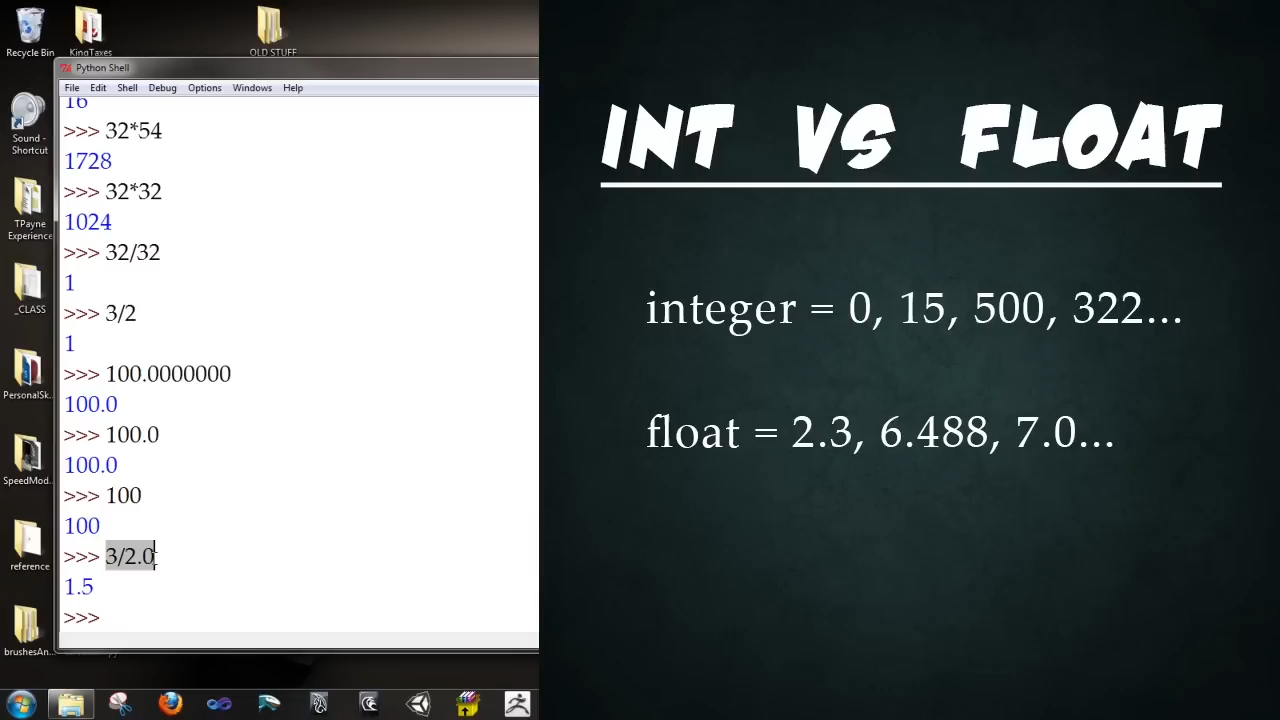 Recycle Bin
KingTaxes
OLD STUFF
Sound -
Shortcut
TPayne
Experience
_CLASS
PersonalSk...
SpeedMod...
reference
brushesAn...
Python Shell
File Edit Shell Debug Options Windows Help
16
>>> 32*54
1728
>>> 32*32
1024
>>> 32/32
1
>>> 3/2
1
>>> 100.0000000
100.0
>>> 100.0
100.0
>>> 100
100
>>> 3/2.0
1.5
>>>
INT VS FLOAT
integer = 0, 15, 500, 322...
float = 2.3, 6.488, 7.0...